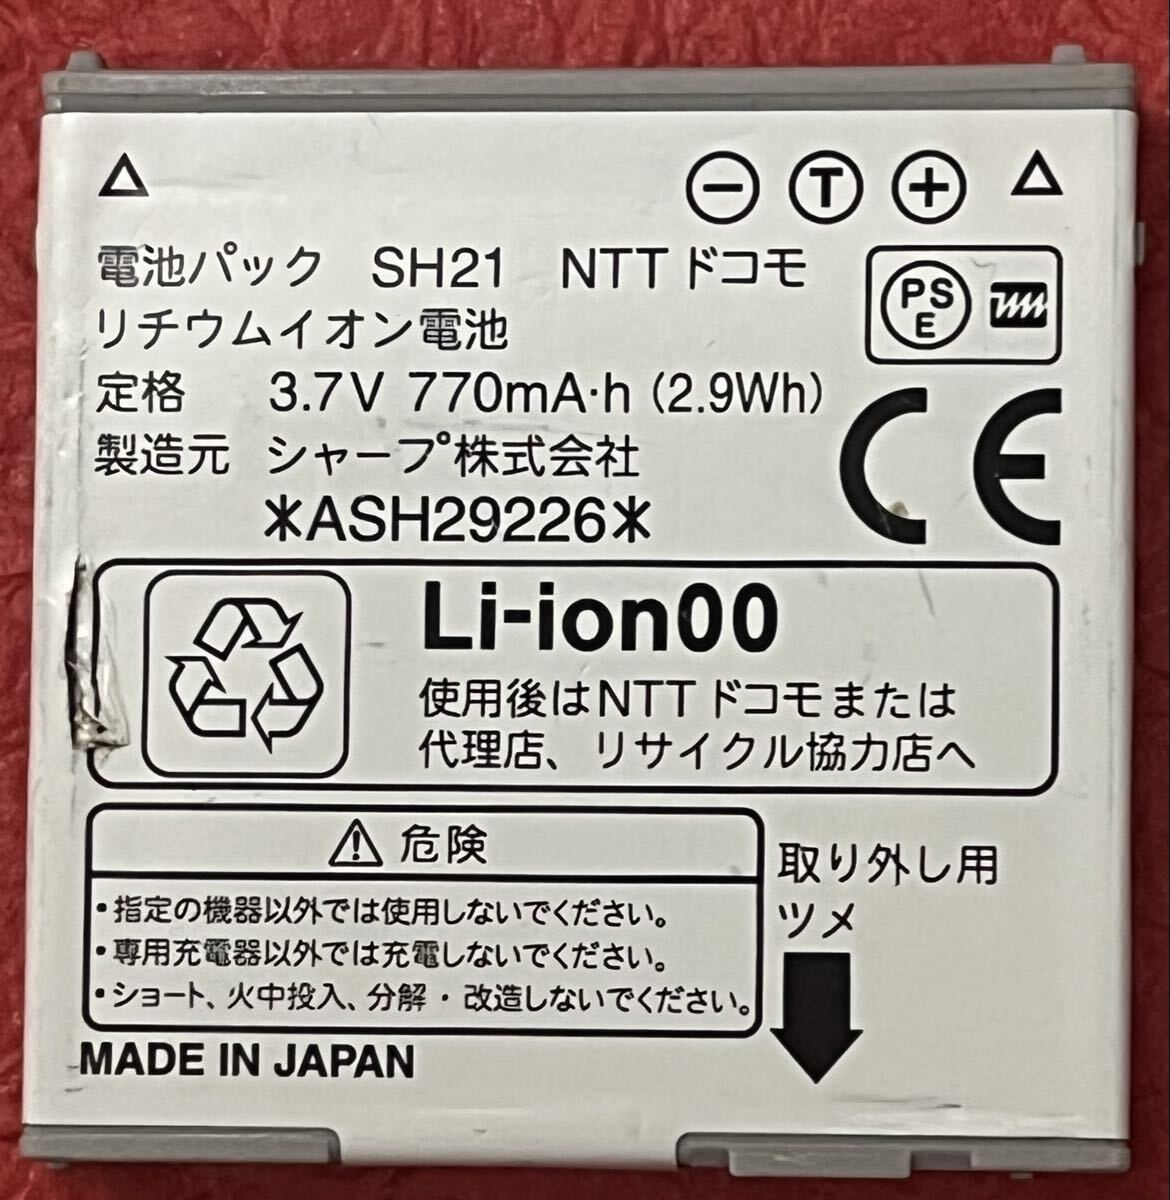 △ ⊖ Ⓣ ⊕ △
電池パック SH21 NTTドコモ
PSE
リチウムイオン電池
定格 3.7V 770mA·h (2.9Wh)
CE
製造元 シャープ株式会社
*ASH29226*
Li-ion00
使用後はNTTドコモまたは
代理店、リサイクル協力店へ
⚠ 危険
・指定の機器以外では使用しないでください。
・専用充電器以外では充電しないでください。
・ショート、火中投入、分解・改造しないでください。
取り外し用
ツメ
MADE IN JAPAN